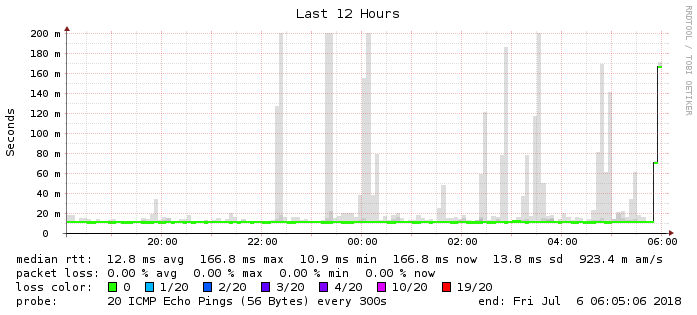 Last 12 Hours
RRDTOOL / TOBI OETIKER
Seconds
200 m
180 m
160 m
140 m
120 m
100 m
80 m
60 m
40 m
20 m
0
20:00 22:00 00:00 02:00 04:00 06:00
median rtt: 12.8 ms avg 166.8 ms max 10.9 ms min 166.8 ms now 13.8 ms sd 923.4 m am/s
packet loss: 0.00 % avg 0.00 % max 0.00 % min 0.00 % now
loss color: 0 1/20 2/20 3/20 4/20 10/20 19/20
probe: 20 ICMP Echo Pings (56 Bytes) every 300s end: Fri Jul 6 06:05:06 2018